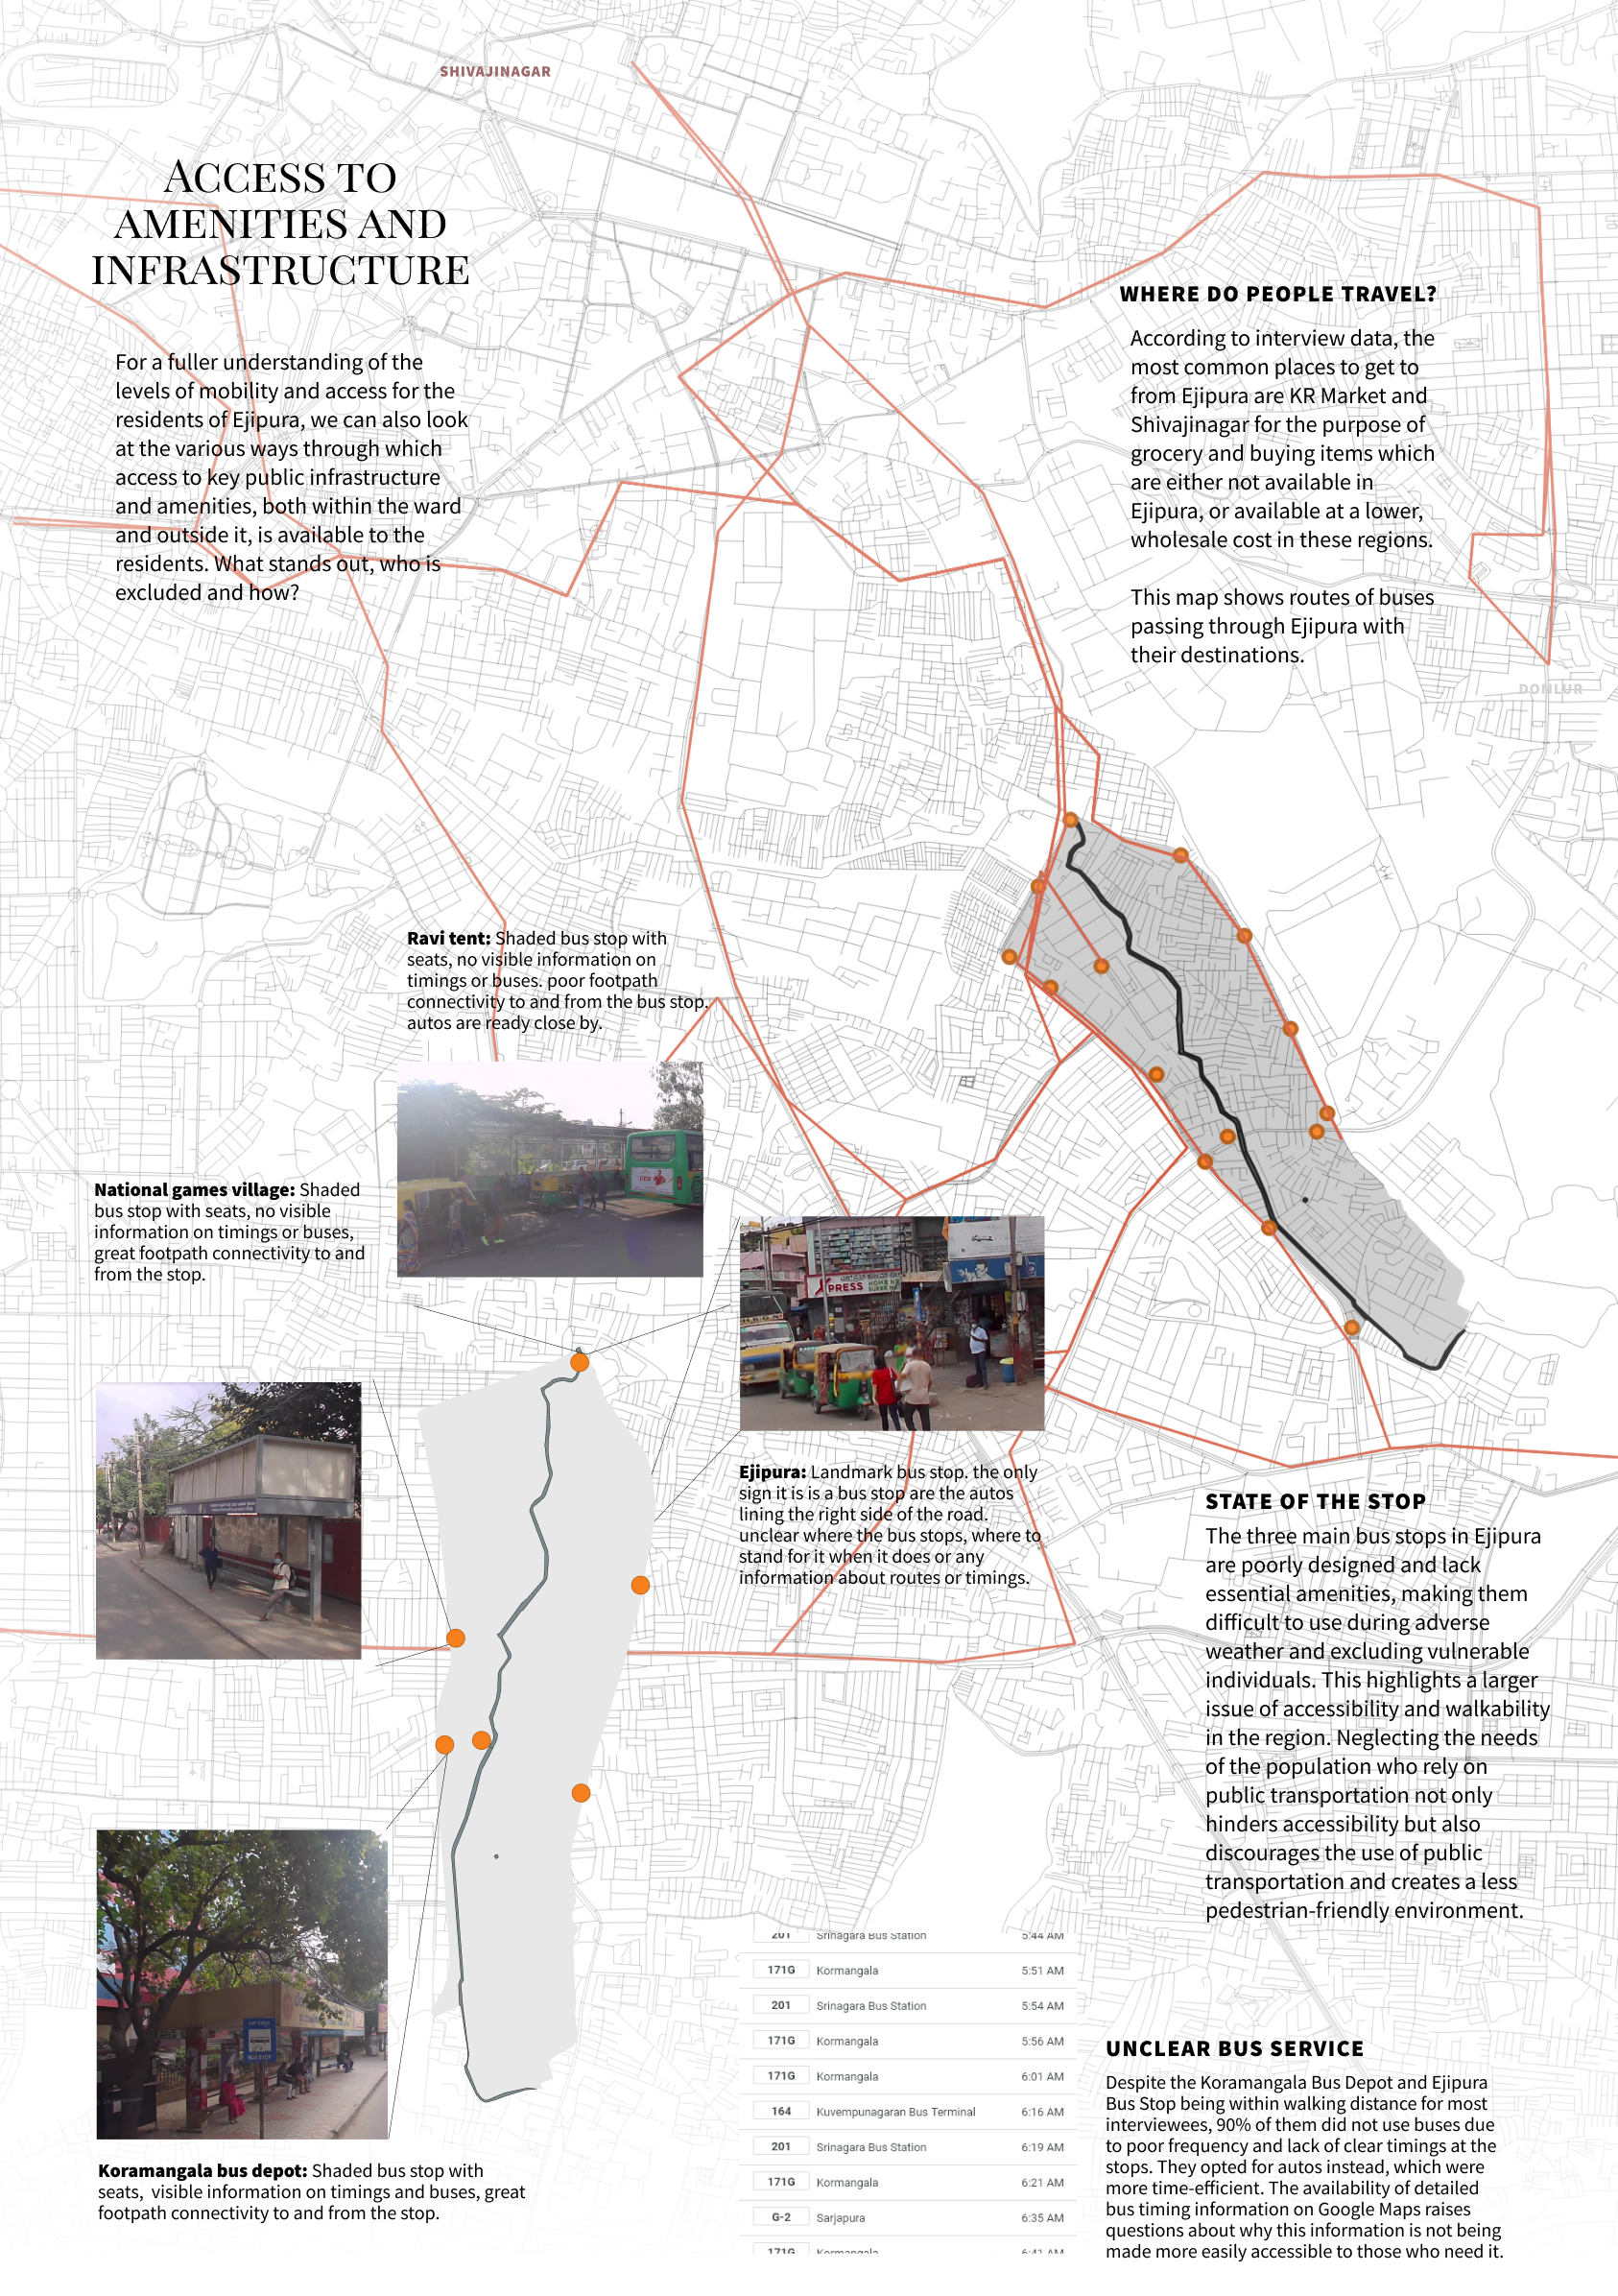 SHIVAJINAGAR
ACCESS TO
AMENITIES AND
INFRASTRUCTURE
For a fuller understanding of the
levels of mobility and access for the
residents of Ejipura, we can also look
at the various ways through which
access to key public infrastructure
and amenities, both within the ward
and outside it, is available to the
residents. What stands out, who is
excluded and how?
WHERE DO PEOPLE TRAVEL?
According to interview data, the
most common places to get to
from Ejipura are KR Market and
Shivajinagar for the purpose of
grocery and buying items which
are either not available in
Ejipura, or available at a lower,
wholesale cost in these regions.
This map shows routes of buses
passing through Ejipura with
their destinations.
DOMLUR
Ravi tent: Shaded bus stop with
seats, no visible information on
timings or buses. poor footpath
connectivity to and from the bus stop.
autos are ready close by.
National games village: Shaded
bus stop with seats, no visible
information on timings or buses,
great footpath connectivity to and
from the stop.
PRESS
Ejipura: Landmark bus stop. the only
sign it is is a bus stop are the autos
lining the right side of the road.
unclear where the bus stops, where to
stand for it when it does or any
information about routes or timings.
STATE OF THE STOP
The three main bus stops in Ejipura
are poorly designed and lack
essential amenities, making them
difficult to use during adverse
weather and excluding vulnerable
individuals. This highlights a larger
issue of accessibility and walkability
in the region. Neglecting the needs
of the population who rely on
public transportation not only
hinders accessibility but also
discourages the use of public
transportation and creates a less
pedestrian-friendly environment.
BUS STOP
Koramangala bus depot: Shaded bus stop with
seats, visible information on timings and buses, great
footpath connectivity to and from the stop.
201 Srinagara Bus Station 5:44 AM
171G Kormangala 5:51 AM
201 Srinagara Bus Station 5:54 AM
171G Kormangala 5:56 AM
171G Kormangala 6:01 AM
164 Kuvempunagaran Bus Terminal 6:16 AM
201 Srinagara Bus Station 6:19 AM
171G Kormangala 6:21 AM
G-2 Sarjapura 6:35 AM
171G Kormangala 6:41 AM
UNCLEAR BUS SERVICE
Despite the Koramangala Bus Depot and Ejipura
Bus Stop being within walking distance for most
interviewees, 90% of them did not use buses due
to poor frequency and lack of clear timings at the
stops. They opted for autos instead, which were
more time-efficient. The availability of detailed
bus timing information on Google Maps raises
questions about why this information is not being
made more easily accessible to those who need it.